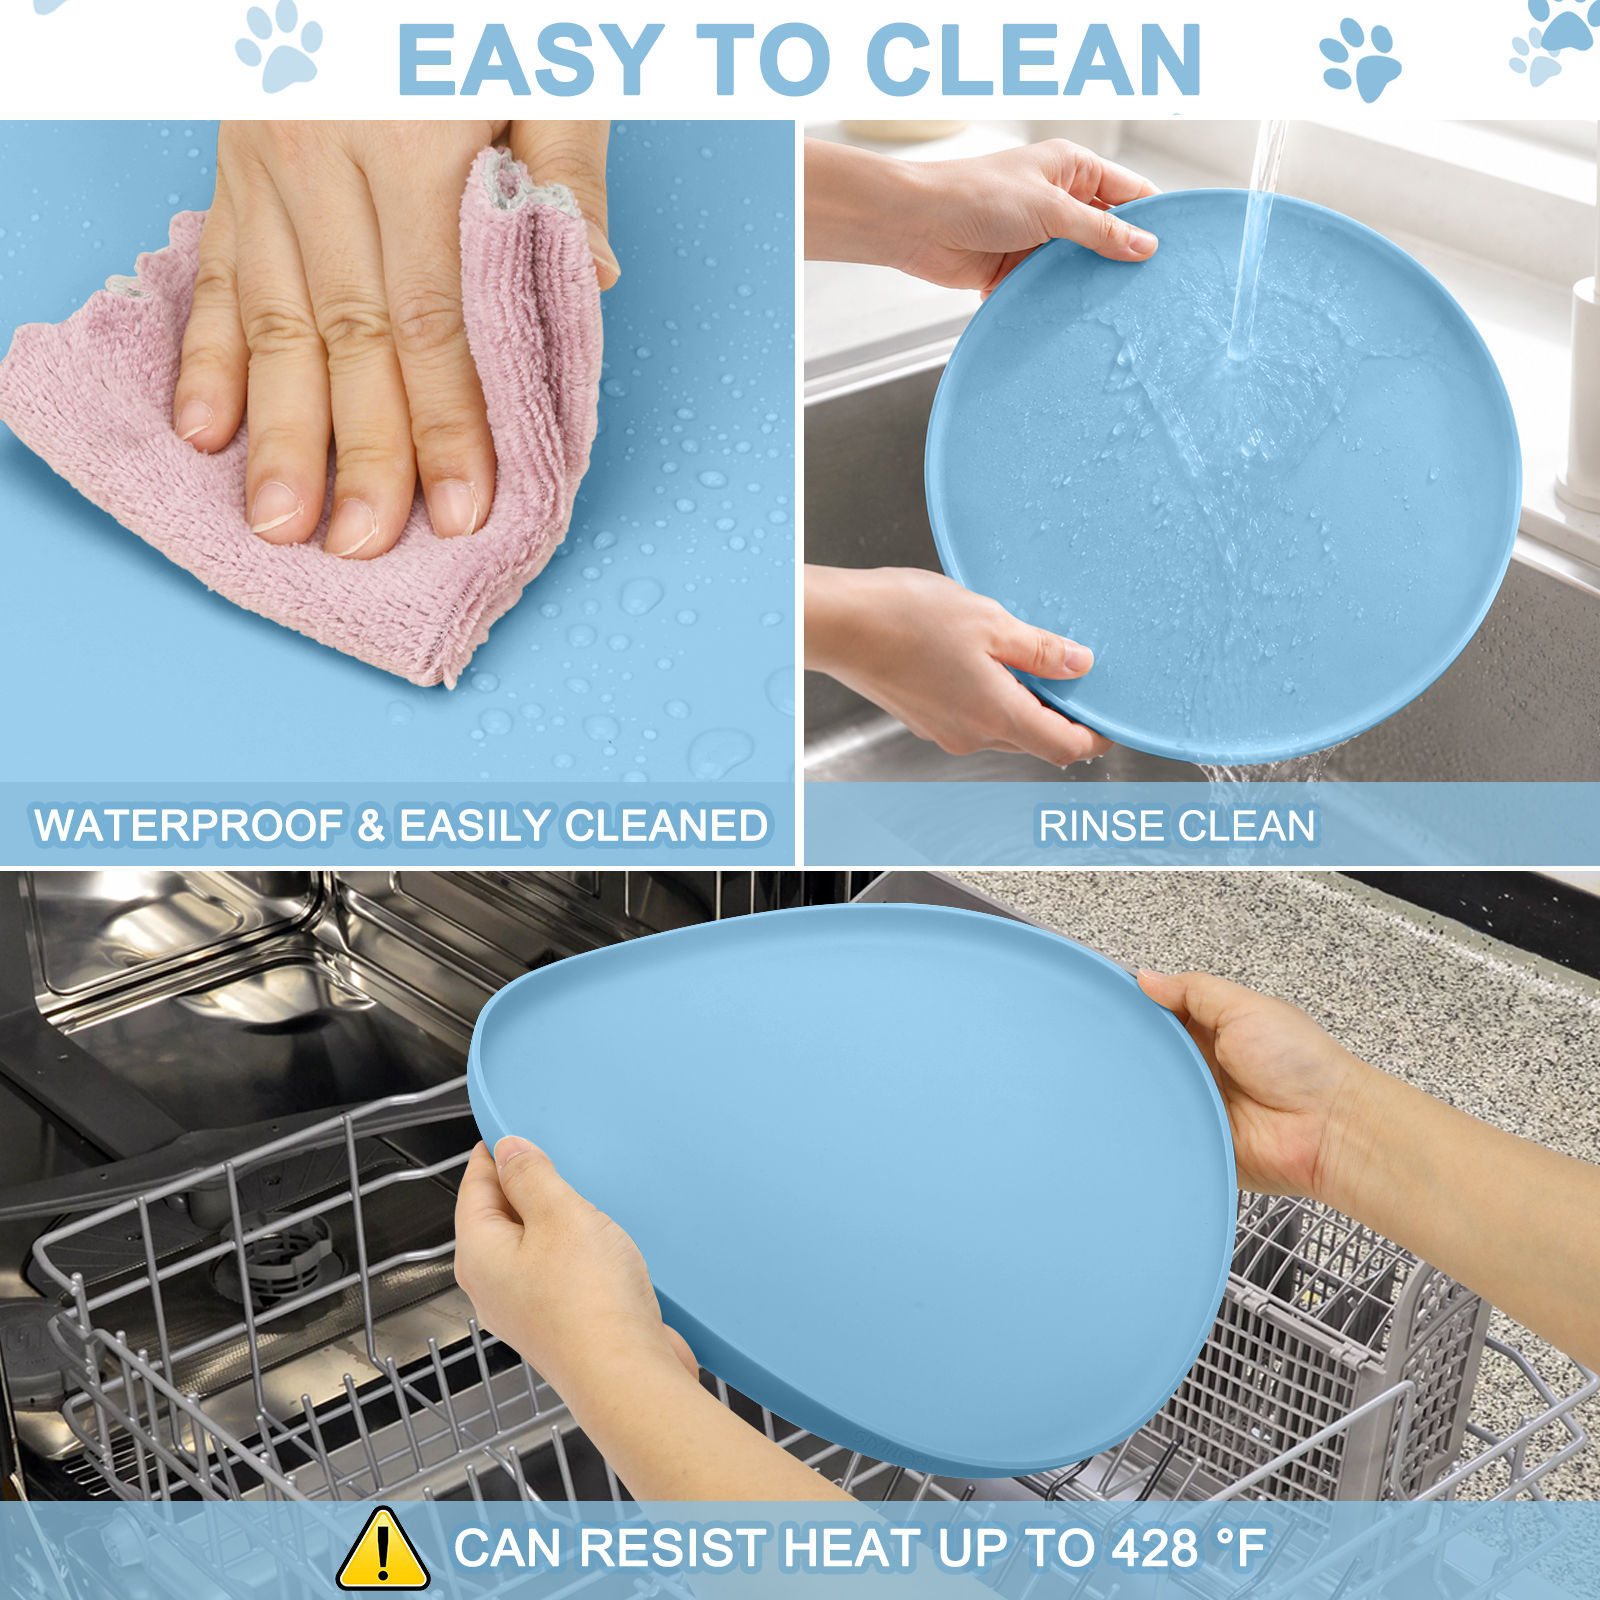 EASY TO CLEAN
WATERPROOF & EASILY CLEANED
RINSE CLEAN
CAN RESIST HEAT UP TO 428 °F